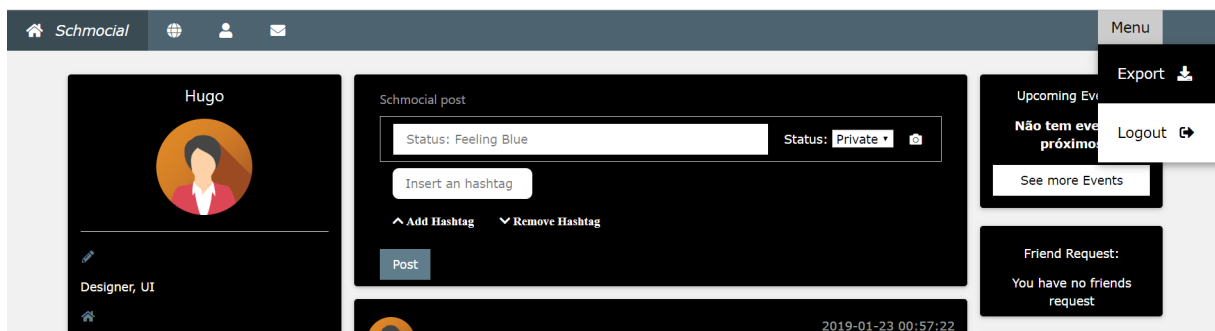 Schmocial
Menu
Export
Logout
Hugo
Designer, UI
Schmocial post
Status: Feeling Blue
Status: Private
Insert an hashtag
Add Hashtag Remove Hashtag
Post
2019-01-23 00:57:22
Upcoming
Não tem
próximos
See more Events
Friend Request:
You have no friends
request